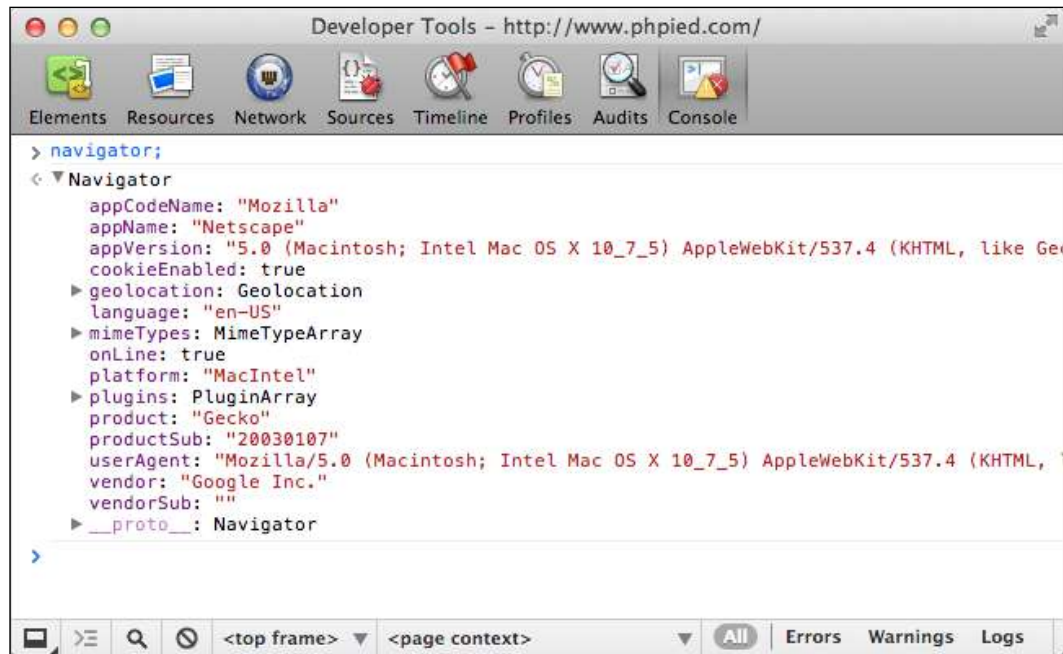 Developer Tools – http://www.phpied.com/
Elements Resources Network Sources Timeline Profiles Audits Console
> navigator;
Navigator
appCodeName: "Mozilla"
appName: "Netscape"
appVersion: "5.0 (Macintosh; Intel Mac OS X 10_7_5) AppleWebKit/537.4 (KHTML, like
cookieEnabled: true
geolocation: Geolocation
language: "en-US"
mimeTypes: MimeTypeArray
onLine: true
platform: "MacIntel"
plugins: PluginArray
product: "Gecko"
productSub: "20030107"
userAgent: "Mozilla/5.0 (Macintosh; Intel Mac OS X 10_7_5) AppleWebKit/537.4 (KHTML,
vendor: "Google Inc."
vendorSub: ""
__proto__: Navigator
>
<top frame> <page context> All Errors Warnings Logs